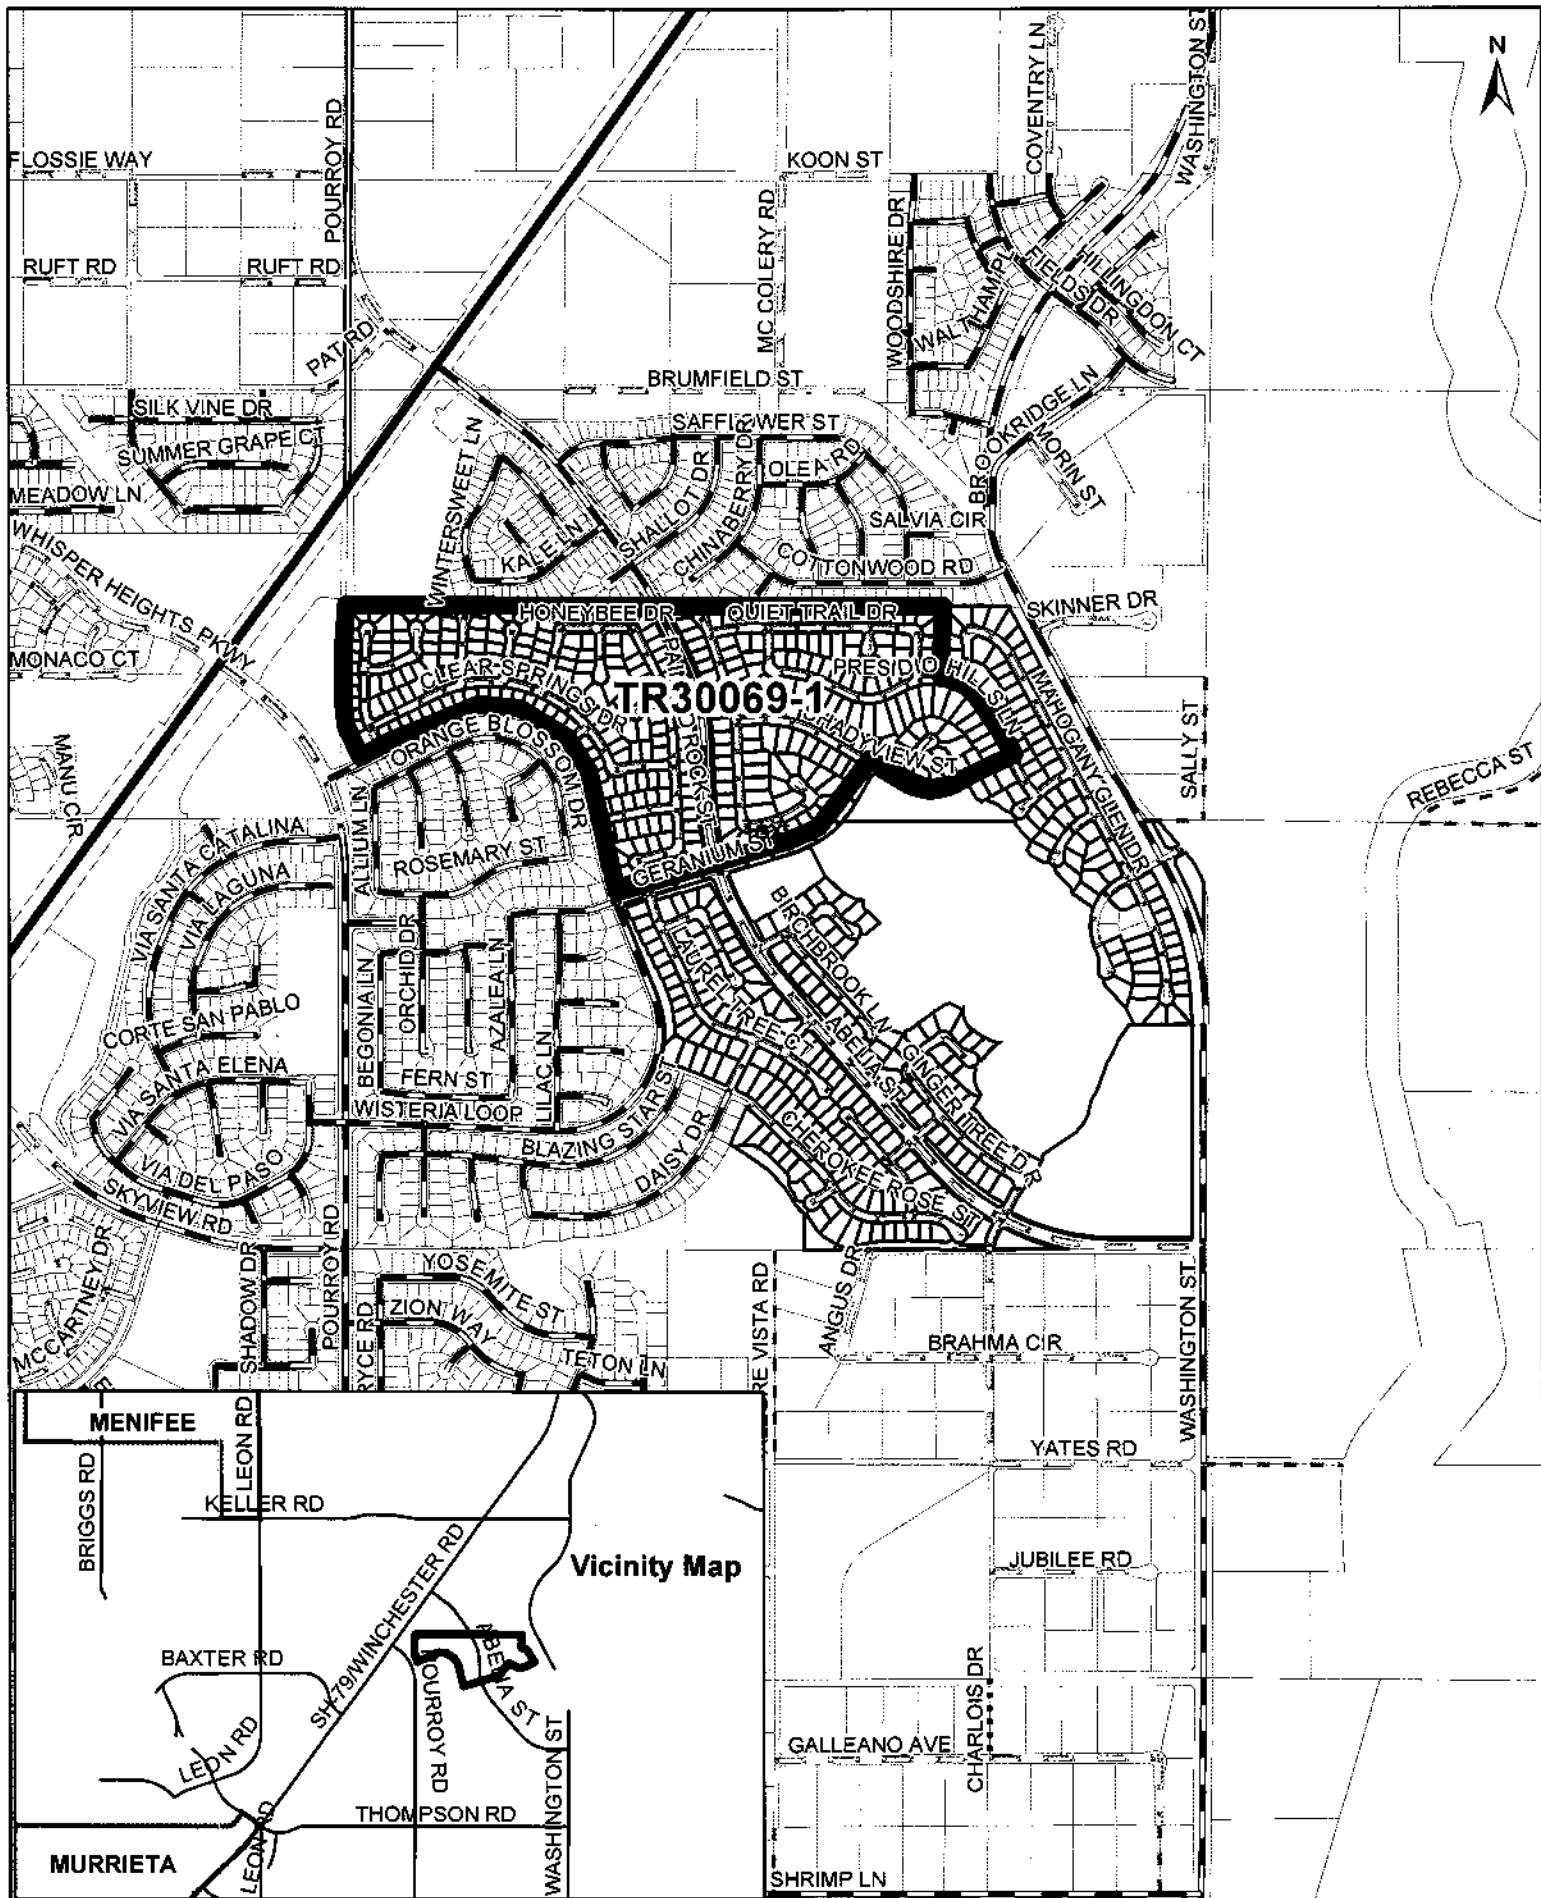 N
WASHINGTON ST
COVENTRY LN
POURROY RD
FLOSSIE WAY
KOON ST
MC COLERY RD
WOODSHIRE DR
RUFT RD
RUFT RD
WALTHAM PL
FIELDS DR
HILLINGDON CT
PAT RD
BRUMFIELD ST
BROOKRIDGE LN
SILK VINE DR
SAFFLOWER ST
SUMMER GRAPE CT
WINTERSWEET LN
SHALLOT DR
CHINABERRY DR
OLEA RD
MORIN ST
MEADOW LN
SALVIA CIR
WHISPER HEIGHTS PKWY
KALE LN
COTTONWOOD RD
HONEYBEE DR
QUIET TRAIL DR
SKINNER DR
MONACO CT
CLEAR SPRINGS DR
PRESIDIO HILLS LN
TR30069-1
MAHOGANY GLEN DR
SALLY ST
ORANGE BLOSSOM DR
SHADYVIEW ST
MANU CIR
REBECCA ST
ALLIUM LN
VIA SANTA CATALINA
ROSEMARY ST
GERANIUM ST
VIA LAGUNA
BIRCHBROOK LN
ORCHID DR
LAUREL TREE CT
BEGONIA LN
AZALEA LN
CORTE SAN PABLO
LILAC LN
ABELIA ST
GINGER TREE DR
VIA SANTA ELENA
FERN ST
WISTERIA LOOP
BLAZING STAR ST
DAISY DR
CHEROKEE ROSE ST
VIA DEL PASO
SKYVIEW RD
MCCARTNEY DR
SHADOW DR
POURROY RD
YOSEMITE ST
RE VISTA RD
ANGUS DR
WASHINGTON ST
RYCE RD
ZION WAY
BRAHMA CIR
TETON LN
MENIFEE
LEON RD
BRIGGS RD
YATES RD
KELLER RD
SH-79/WINCHESTER RD
Vicinity Map
JUBILEE RD
BAXTER RD
ABELIA ST
POURROY RD
CHARLOIS DR
LEON RD
WASHINGTON ST
GALLEANO AVE
THOMPSON RD
MURRIETA
LEON RD
SHRIMP LN